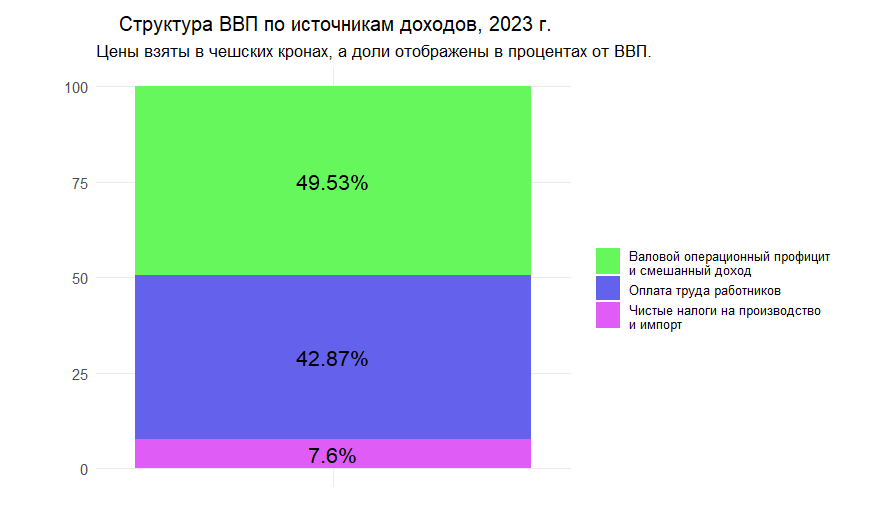 Структура ВВП по источникам доходов, 2023 г.
Цены взяты в чешских кронах, а доли отображены в процентах от ВВП.
100
75
50
25
0
49.53%
42.87%
7.6%
Валовой операционный профицит
и смешанный доход
Оплата труда работников
Чистые налоги на производство
и импорт